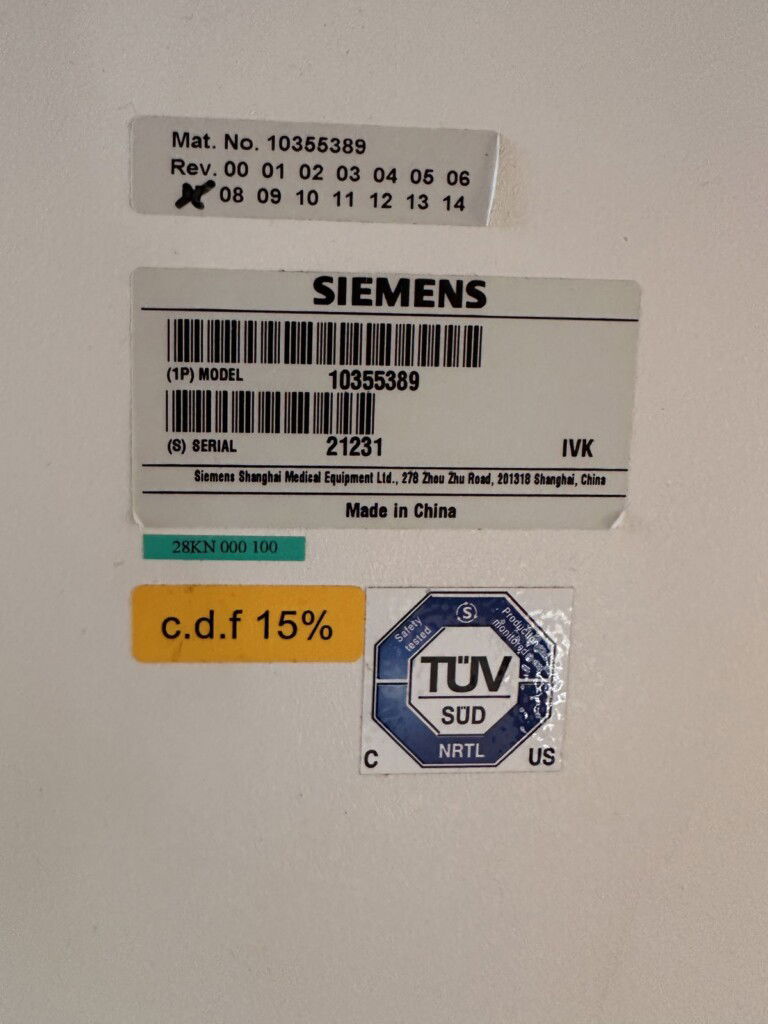 Mat. No. 10355389
Rev. 00 01 02 03 04 05 06
08 09 10 11 12 13 14
SIEMENS
(1P) MODEL 10355389
(S) SERIAL 21231 IVK
Siemens Shanghai Medical Equipment Ltd., 278 Zhou Zhu Road, 201318 Shanghai, China
Made in China
28KN 000 100
c.d.f 15%
S
Safety tested
Production monitored
TÜV
SÜD
NRTL
C US